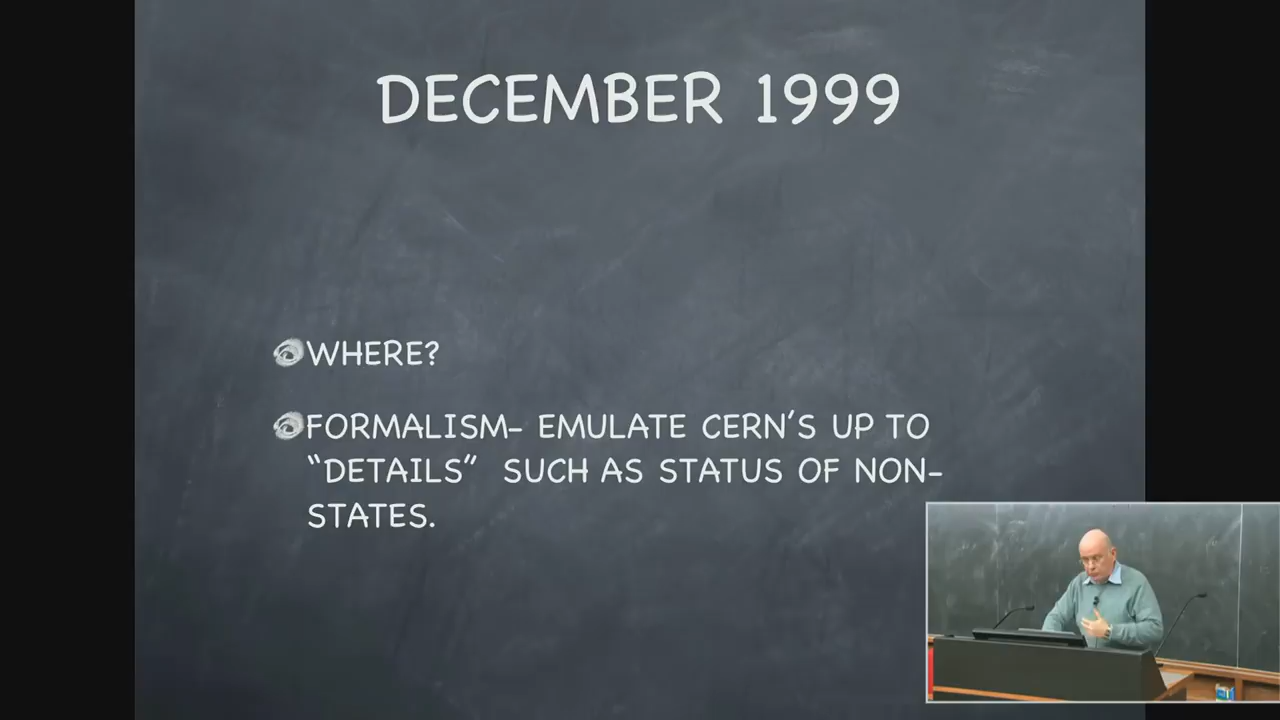 DECEMBER 1999
WHERE?
FORMALISM- EMULATE CERN'S UP TO
"DETAILS" SUCH AS STATUS OF NON-
STATES.